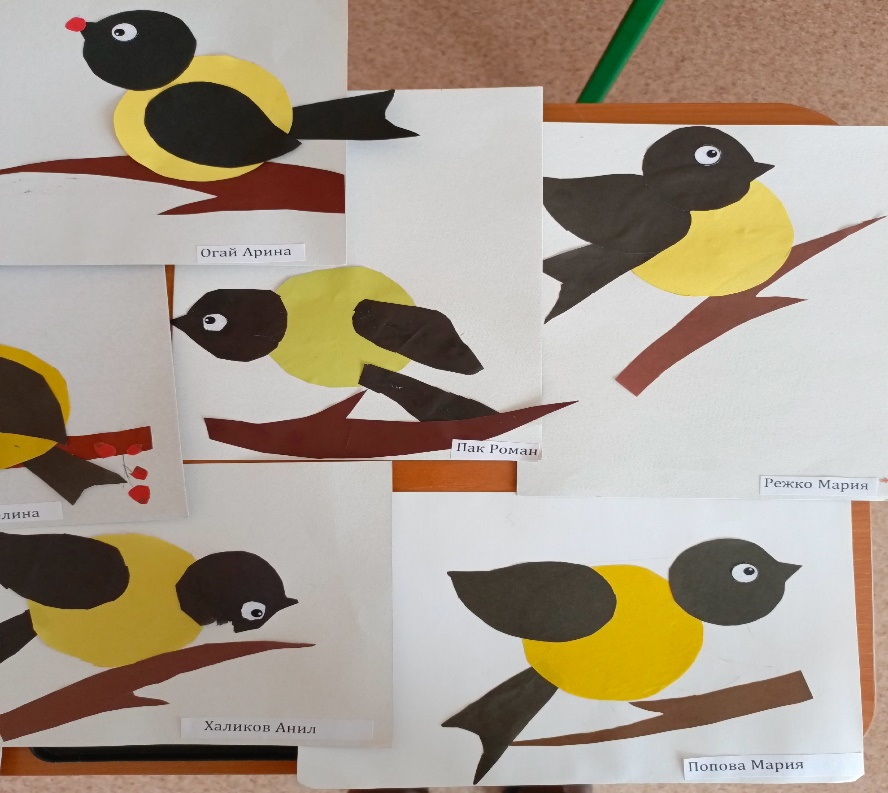 Огай Арина
Пак Роман
Режко Мария
Халиков Анил
Попова Мария